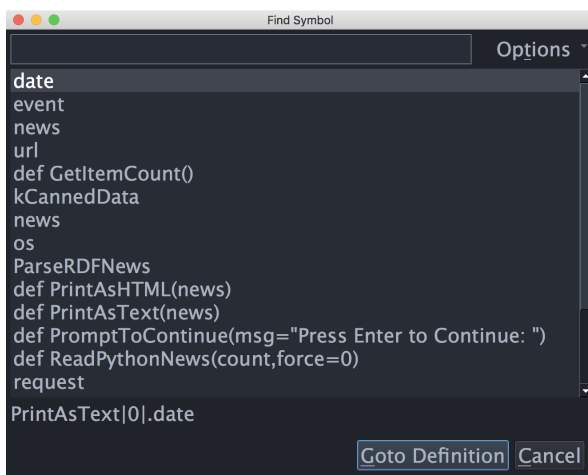 Find Symbol
Options
date
event
news
url
def GetItemCount()
kCannedData
news
os
ParseRDFNews
def PrintAsHTML(news)
def PrintAsText(news)
def PromptToContinue(msg="Press Enter to Continue: ")
def ReadPythonNews(count,force=0)
request
PrintAsText|0|.date
Goto Definition Cancel